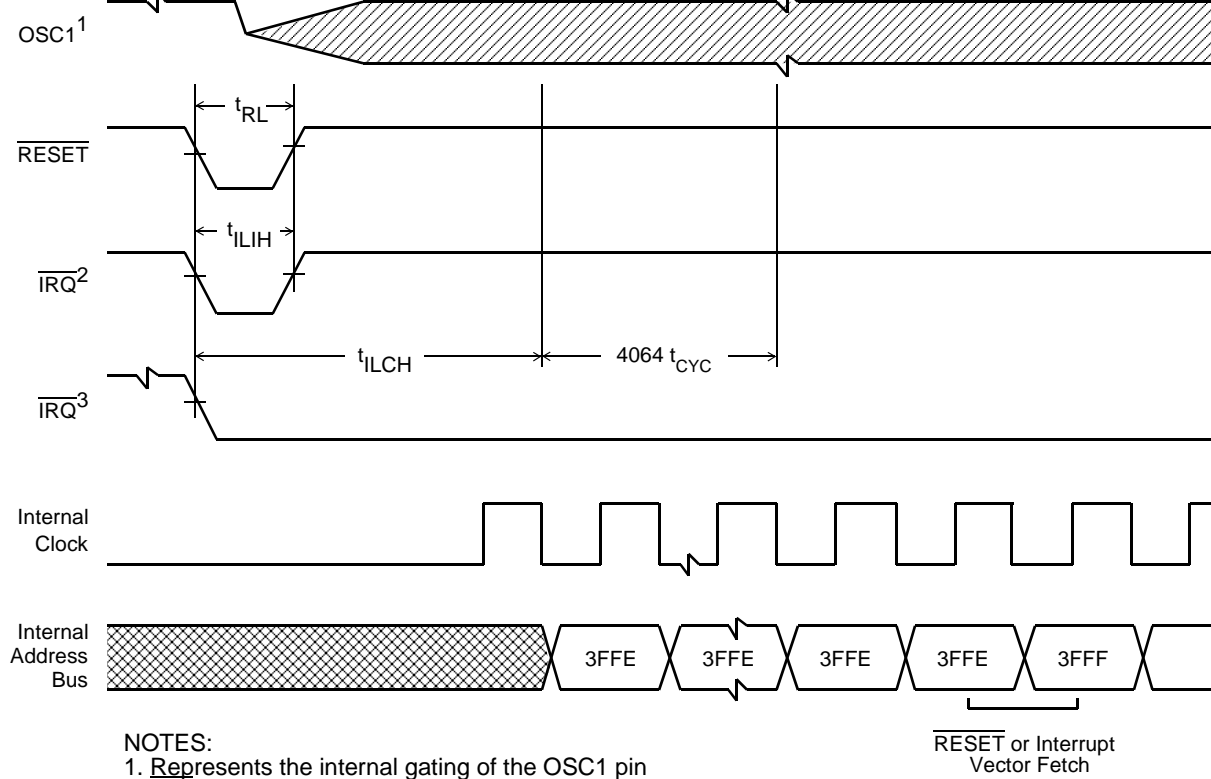 OSC1¹
t_RL
RESET
t_ILIH
IRQ²
t_ILCH
4064 t_CYC
IRQ³
Internal
Clock
Internal
Address
Bus
3FFE
3FFE
3FFE
3FFE
3FFF
RESET or Interrupt
Vector Fetch
NOTES:
1. Represents the internal gating of the OSC1 pin